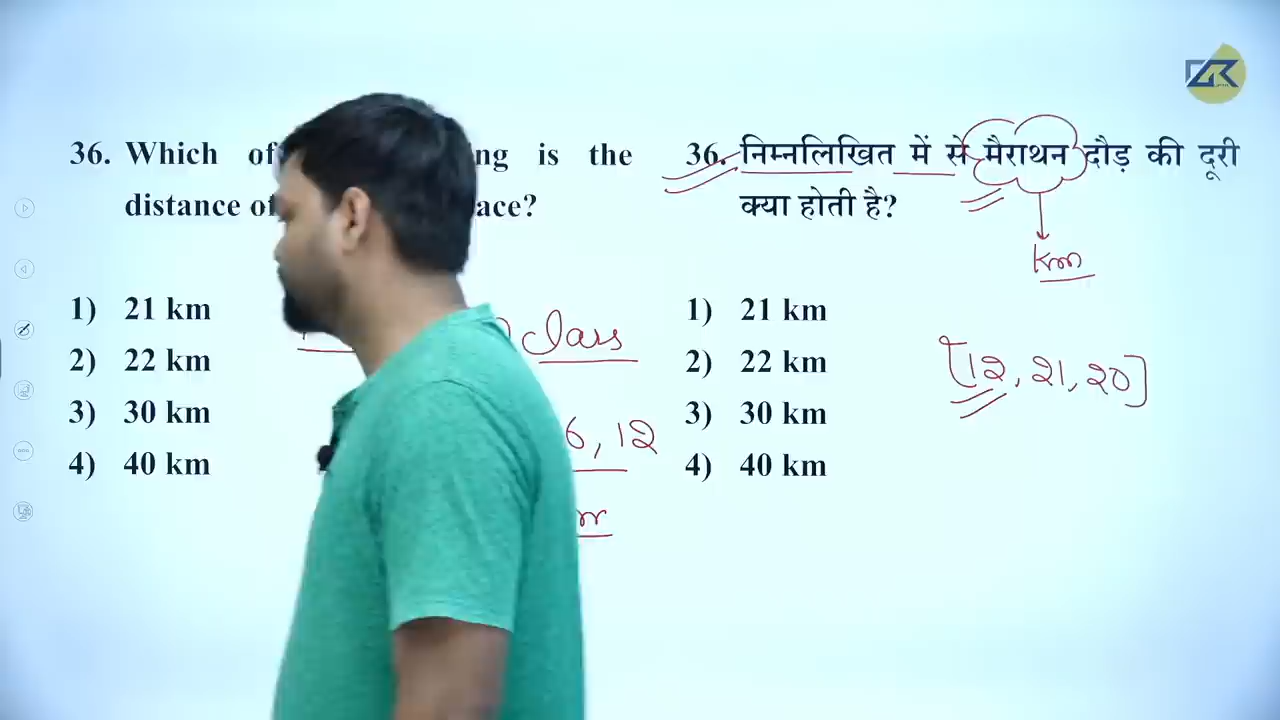 36. Which of ng is the
distance of ace?
1) 21 km
2) 22 km
3) 30 km
4) 40 km
class
6, 12
36. निम्नलिखित में से मैराथन दौड़ की दूरी
क्या होती है?
km
1) 21 km
2) 22 km
3) 30 km
4) 40 km
[12, 21, 20]